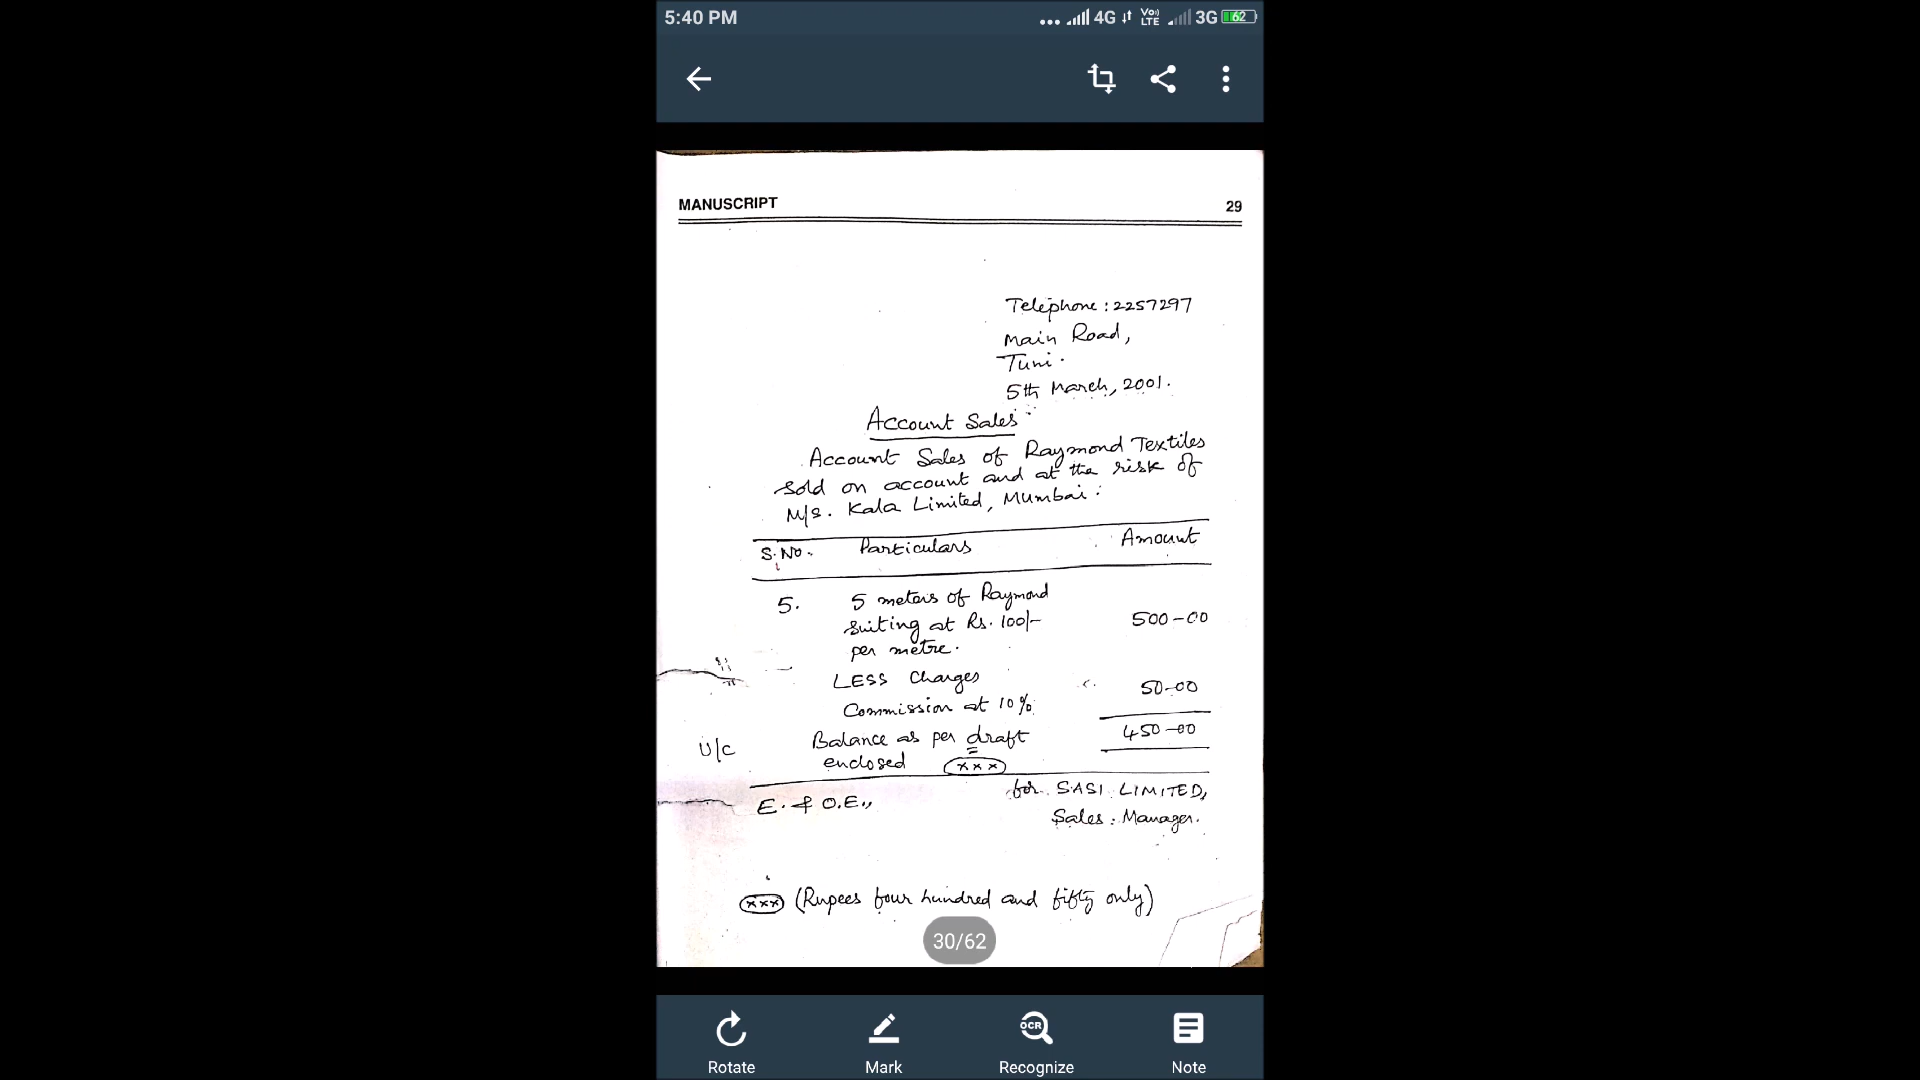 5:40 PM
4G VoLTE 3G 62
MANUSCRIPT 29
Telephone: 2257297
Main Road,
Tuni.
5th March, 2001.
Account Sales
Account Sales of Raymond Textiles
sold on account and at the risk of
M/s. Kala Limited, Mumbai.
S.No. Particulars Amount
5. 5 meters of Raymond
suiting at Rs. 100/- 500-00
per metre.
LESS Charges
Commission at 10% 50-00
Balance as per draft 450-00
U/C
enclosed xxx
E. & O.E., for SASI LIMITED,
Sales Manager.
xxx (Rupees four hundred and fifty only)
30/62
Rotate Mark OCR Recognize Note